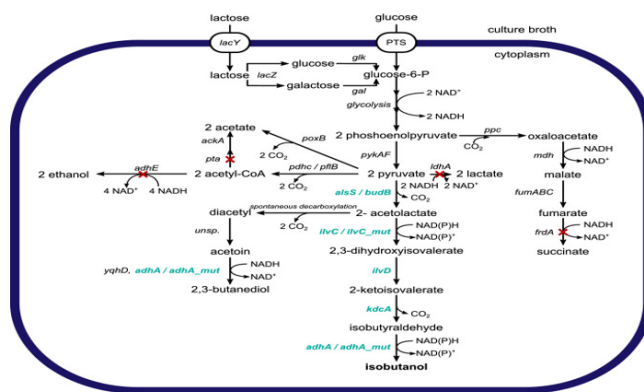 lactose
glucose
culture broth
lacY
PTS
cytoplasm
lactose
lacZ
glucose
glk
galactose
gal
glucose-6-P
glycolysis
2 NAD⁺
2 NADH
2 phoshoenolpyruvate
ppc
CO₂
oxaloacetate
2 acetate
poxB
ackA
pta
2 CO₂
pykAF
mdh
NADH
NAD⁺
2 ethanol
adhE
4 NAD⁺
4 NADH
2 acetyl-CoA
pdhc / pflB
2 CO₂
2 pyruvate
ldhA
2 NADH
2 NAD⁺
2 lactate
malate
fumABC
alsS / budB
CO₂
diacetyl
spontaneous decarboxylation
2 CO₂
2- acetolactate
fumarate
unsp.
ilvC / ilvC_mut
NAD(P)H
NAD(P)⁺
frdA
NADH
NAD⁺
acetoin
2,3-dihydroxyisovalerate
succinate
yqhD, adhA / adhA_mut
NADH
NAD⁺
ilvD
2,3-butanediol
2-ketoisovalerate
kdcA
CO₂
isobutyraldehyde
adhA / adhA_mut
NAD(P)H
NAD(P)⁺
isobutanol